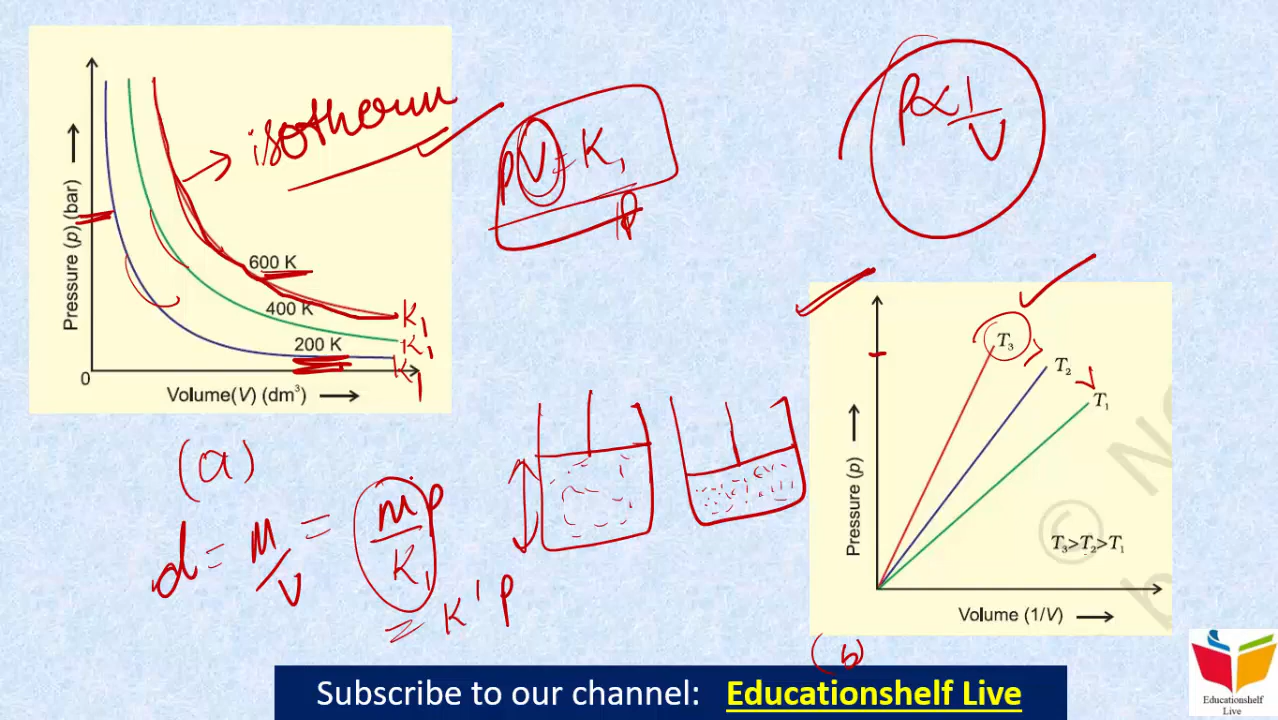 isotherm
pV = K₁
p
p ∝ 1/V
Pressure (p) (bar)
600 K
400 K
200 K
K₁
K₁
K₁
0
Volume(V) (dm³)
(a)
d = M/V = m/K₁ p
= K' p
T₃
T₂
T₁
Pressure (p)
T₃>T₂>T₁
Volume (1/V)
(b)
Subscribe to our channel: Educationshelf Live
Educationshelf
Live